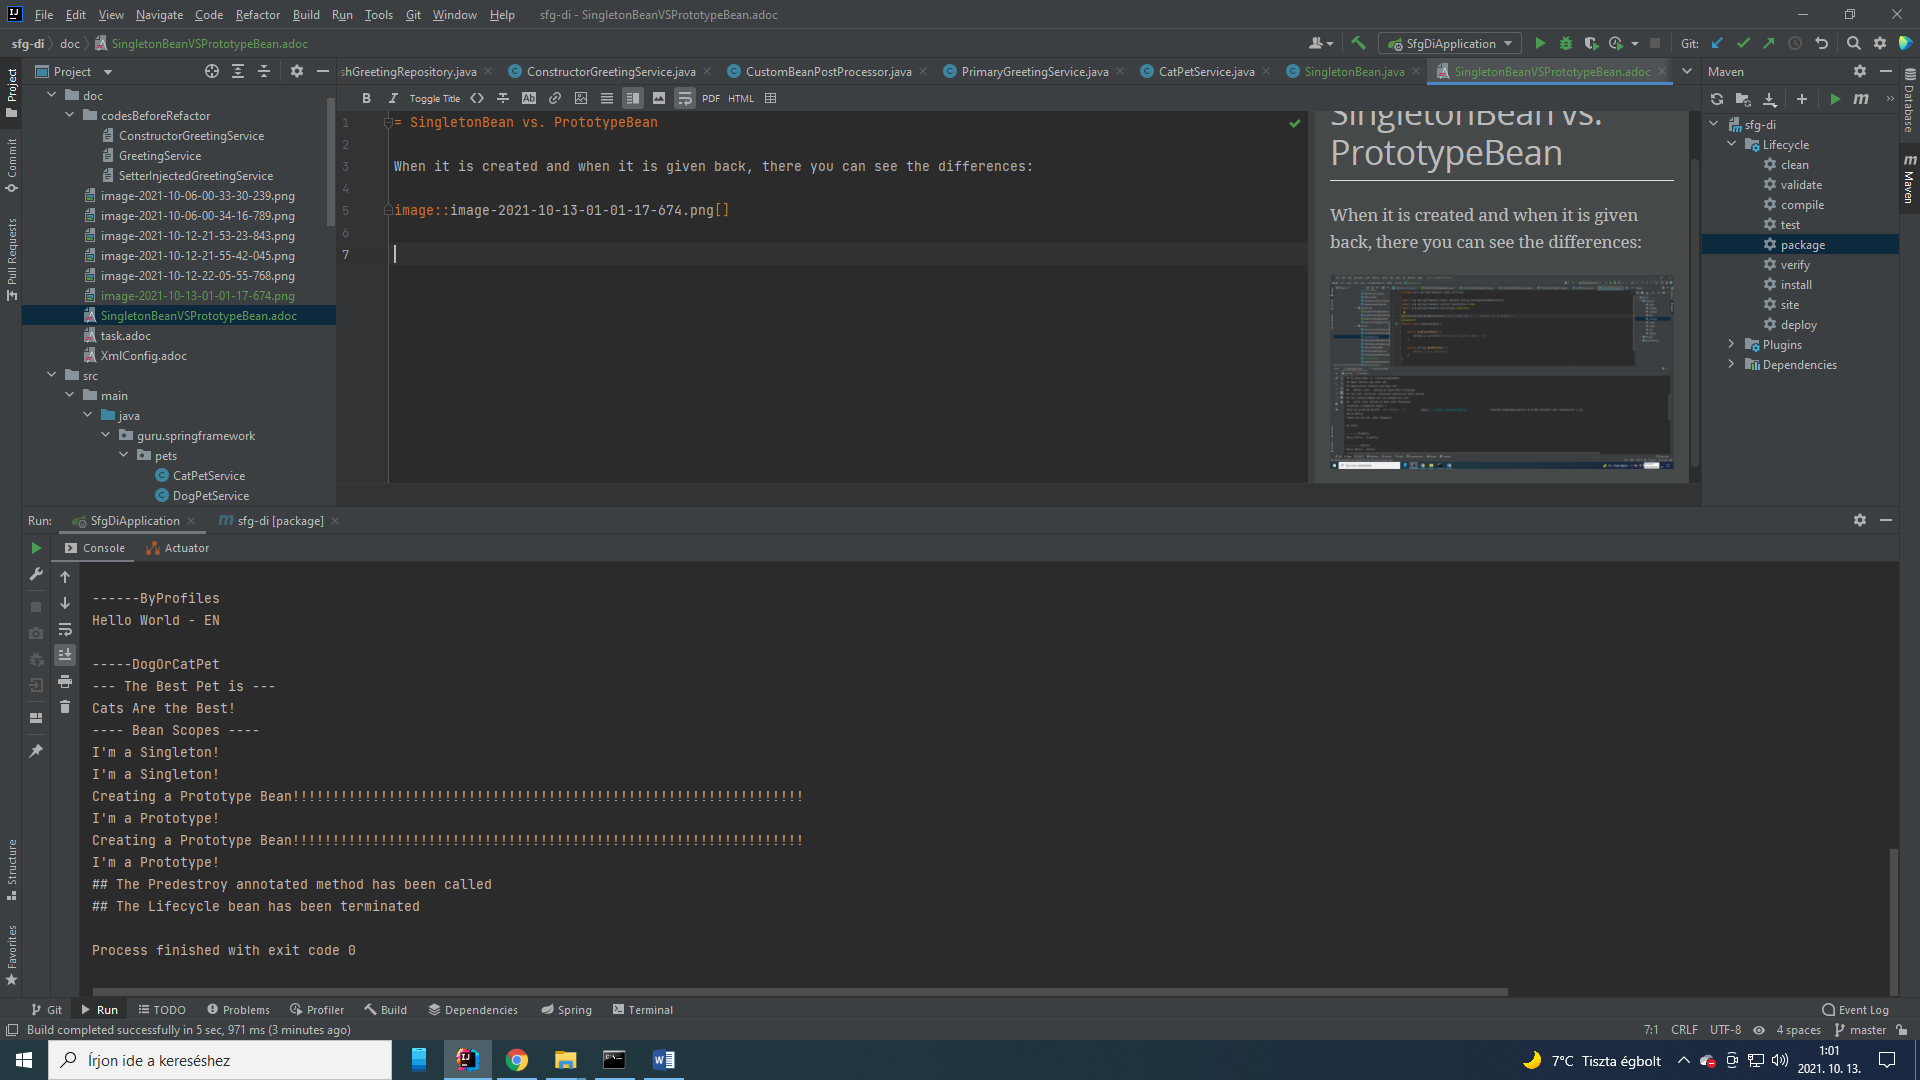 File Edit View Navigate Code Refactor Build Run Tools Git Window Help sfg-di - SingletonBeanVSPrototypeBean.adoc
sfg-di doc SingletonBeanVSPrototypeBean.adoc
SfgDiApplication
Git:
Project
shGreetingRepository.java ConstructorGreetingService.java CustomBeanPostProcessor.java PrimaryGreetingService.java CatPetService.java SingletonBean.java SingletonBeanVSPrototypeBean.adoc
Maven
B I Toggle Title Ab PDF HTML
doc
codesBeforeRefactor
ConstructorGreetingService
GreetingService
SetterInjectedGreetingService
image-2021-10-06-00-33-30-239.png
image-2021-10-06-00-34-16-789.png
image-2021-10-12-21-53-23-843.png
image-2021-10-12-21-55-42-045.png
image-2021-10-12-22-05-55-768.png
image-2021-10-13-01-01-17-674.png
SingletonBeanVSPrototypeBean.adoc
task.adoc
XmlConfig.adoc
src
main
java
guru.springframework
pets
CatPetService
DogPetService
1 = SingletonBean vs. PrototypeBean
2
3 When it is created and when it is given back, there you can see the differences:
4
5 image::image-2021-10-13-01-01-17-674.png[]
6
7
SingletonBean vs.
PrototypeBean
When it is created and when it is given
back, there you can see the differences:
sfg-di
Lifecycle
clean
validate
compile
test
package
verify
install
site
deploy
Plugins
Dependencies
Project
Commit
Pull Requests
Structure
Favorites
Database
Maven
Run: SfgDiApplication sfg-di [package]
Console Actuator
------ByProfiles
Hello World - EN
-----DogOrCatPet
--- The Best Pet is ---
Cats Are the Best!
---- Bean Scopes ----
I'm a Singleton!
I'm a Singleton!
Creating a Prototype Bean!!!!!!!!!!!!!!!!!!!!!!!!!!!!!!!!!!!!!!!!!!!!!!!!!!!!!!!!!!!!!!!!
I'm a Prototype!
Creating a Prototype Bean!!!!!!!!!!!!!!!!!!!!!!!!!!!!!!!!!!!!!!!!!!!!!!!!!!!!!!!!!!!!!!!!
I'm a Prototype!
## The Predestroy annotated method has been called
## The Lifecycle bean has been terminated
Process finished with exit code 0
Git Run TODO Problems Profiler Build Dependencies Spring Terminal Event Log
Build completed successfully in 5 sec, 971 ms (3 minutes ago) 7:1 CRLF UTF-8 4 spaces master
Írjon ide a kereséshez
7°C Tiszta égbolt
1:01
2021. 10. 13.